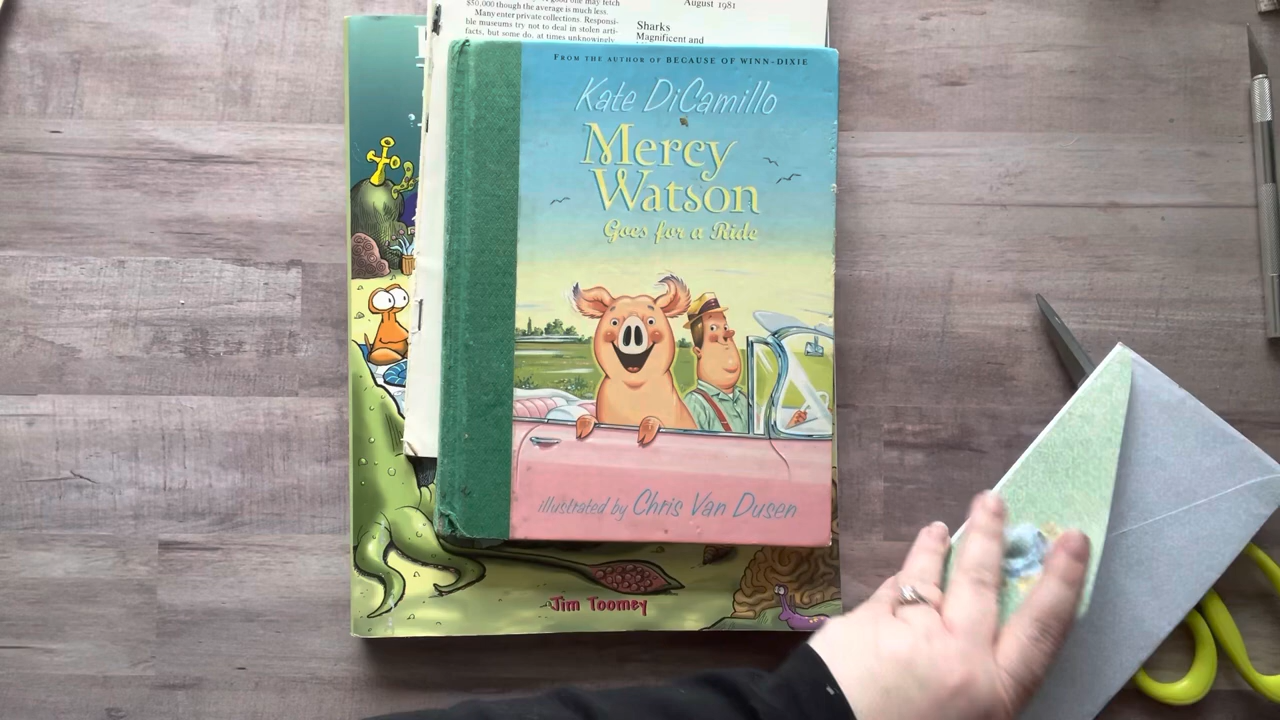 $50,000 though the average is much less.
Many enter private collections. Responsi-
ble museums try not to deal in stolen arti-
facts, but some do, at times unknowingly.
August 1981
Sharks
Magnificent and
FROM THE AUTHOR OF BECAUSE OF WINN-DIXIE
Kate DiCamillo
Mercy
Watson
Goes for a Ride
illustrated by Chris Van Dusen
Jim Toomey